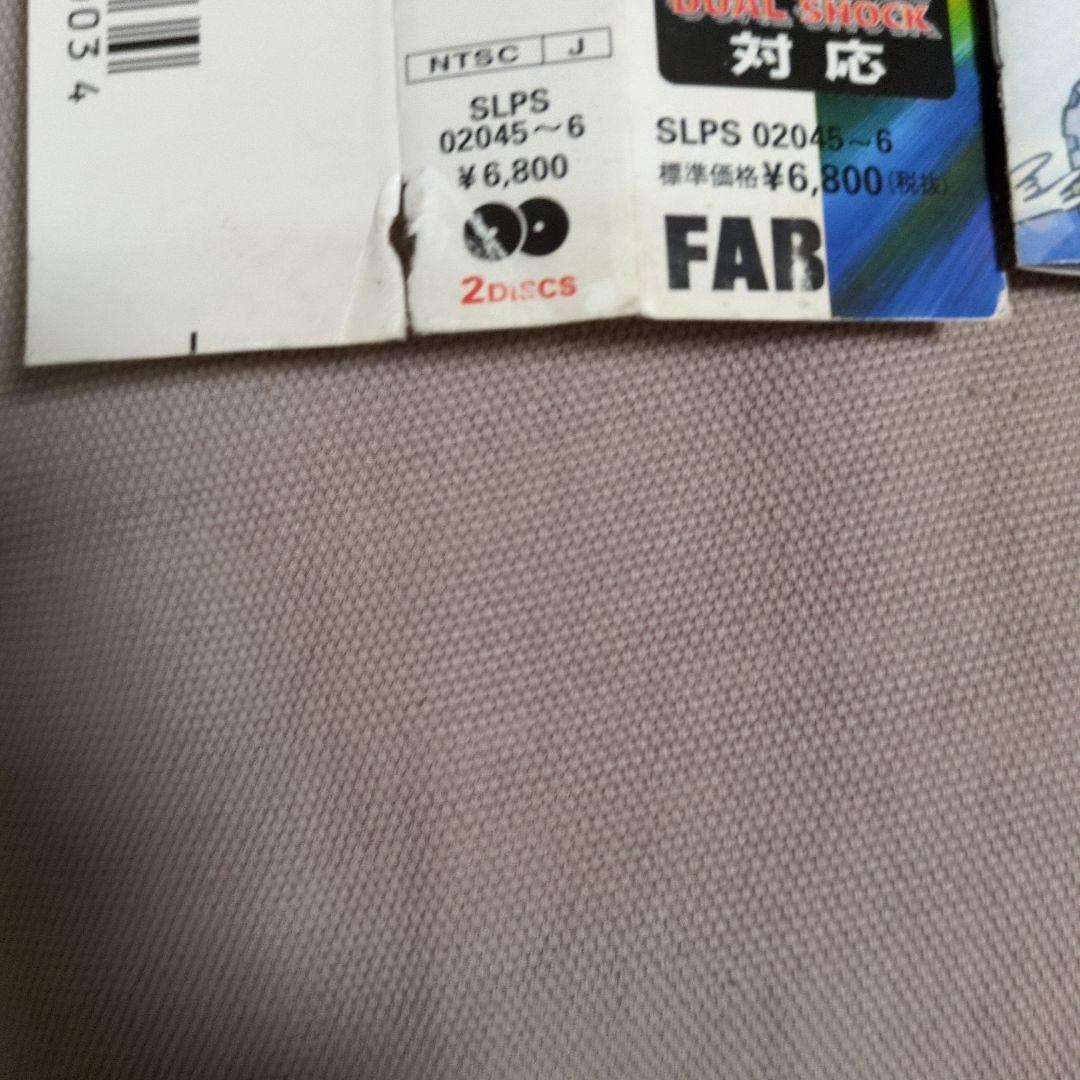 034
NTSC J
SLPS
02045～6
¥6,800
2DISCS
DUAL SHOCK
対応
SLPS 02045～6
標準価格¥6,800(税抜)
FAB